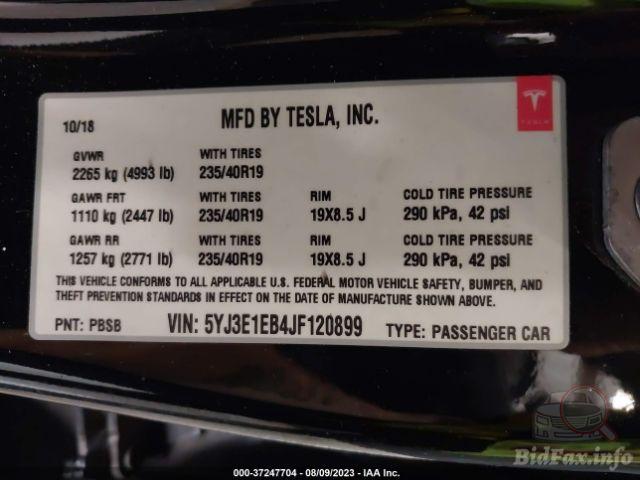 10/18 MFD BY TESLA, INC.
TESLA
GVWR WITH TIRES
2265 kg (4993 lb) 235/40R19
GAWR FRT WITH TIRES RIM COLD TIRE PRESSURE
1110 kg (2447 lb) 235/40R19 19X8.5 J 290 kPa, 42 psi
GAWR RR WITH TIRES RIM COLD TIRE PRESSURE
1257 kg (2771 lb) 235/40R19 19X8.5 J 290 kPa, 42 psi
THIS VEHICLE CONFORMS TO ALL APPLICABLE U.S. FEDERAL MOTOR VEHICLE SAFETY, BUMPER, AND
THEFT PREVENTION STANDARDS IN EFFECT ON THE DATE OF MANUFACTURE SHOWN ABOVE.
PNT: PBSB VIN: 5YJ3E1EB4JF120899 TYPE: PASSENGER CAR
BidFax.info
000-37247704 - 08/09/2023 - IAA Inc.